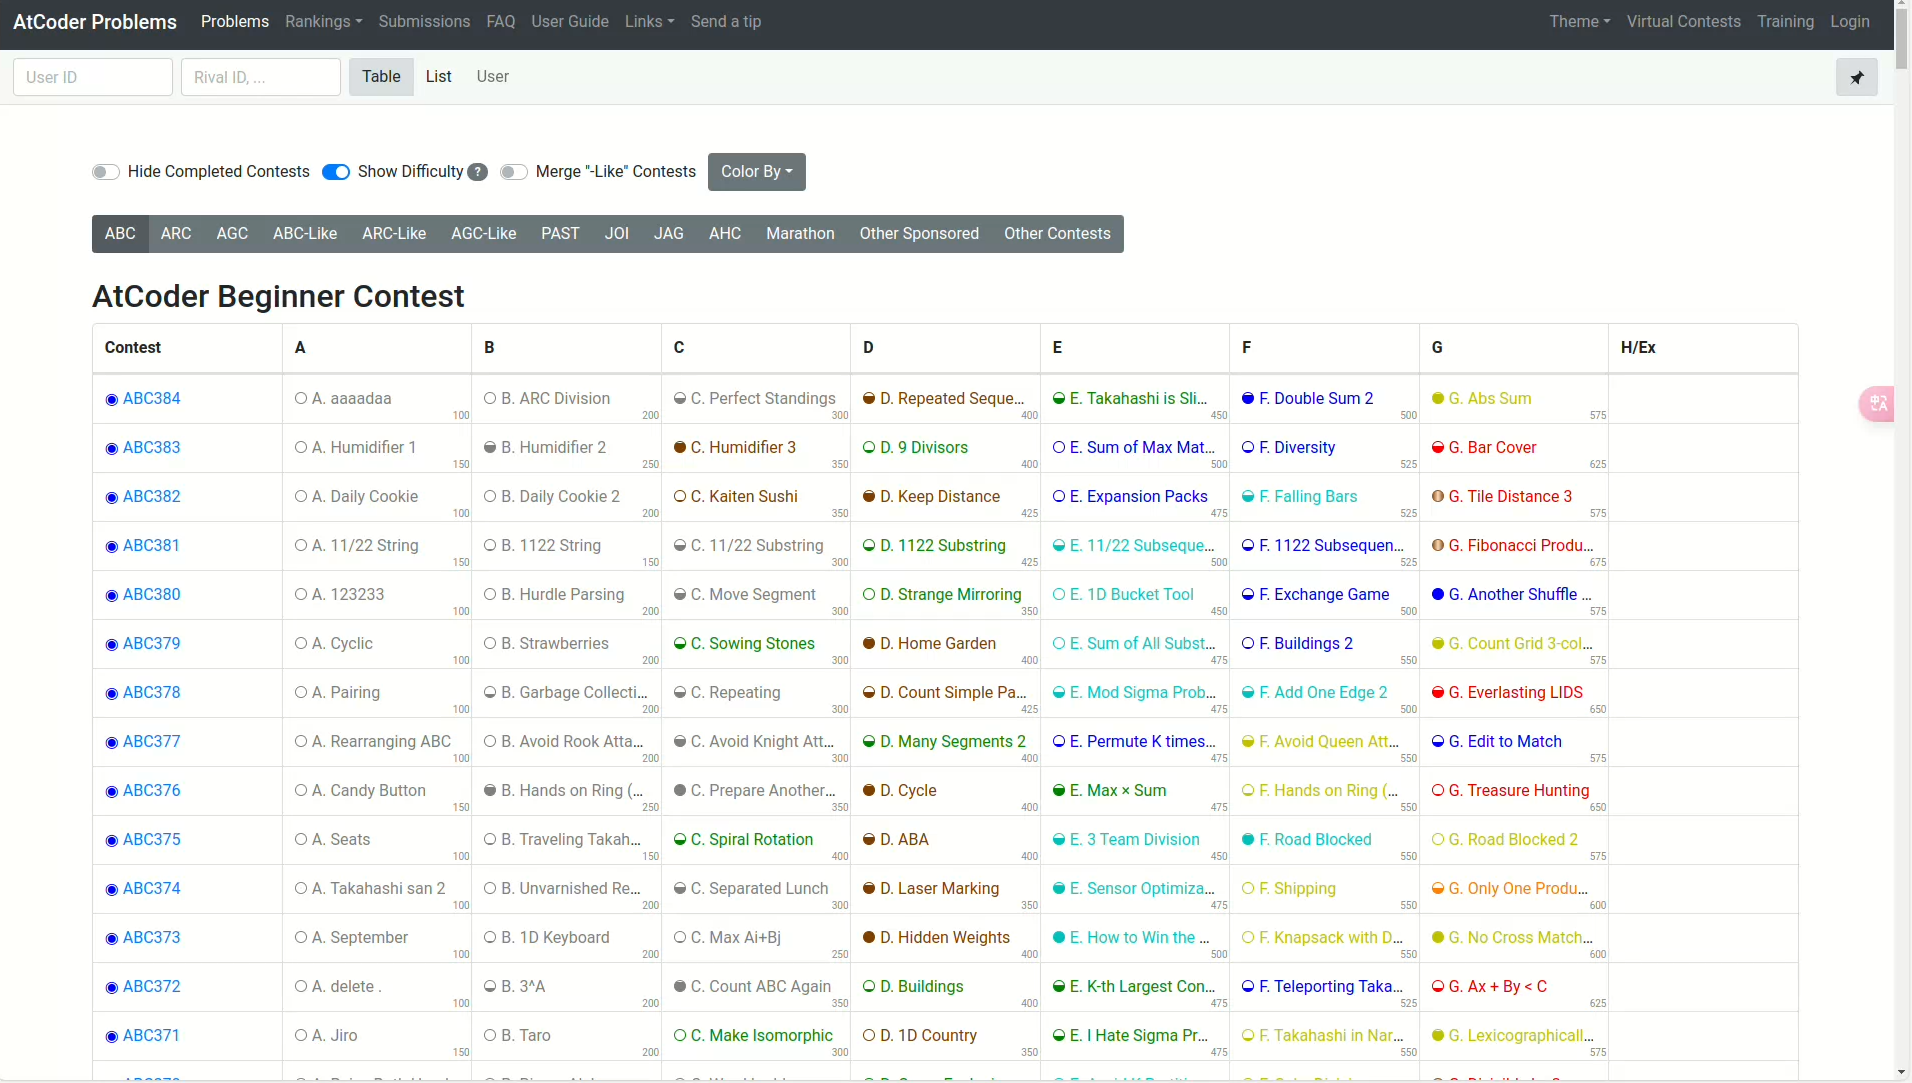 AtCoder Problems Problems Rankings Submissions FAQ User Guide Links Send a tip Theme Virtual Contests Training Login
User ID Rival ID, ... Table List User
Hide Completed Contests Show Difficulty ? Merge "-Like" Contests Color By
ABC ARC AGC ABC-Like ARC-Like AGC-Like PAST JOI JAG AHC Marathon Other Sponsored Other Contests
AtCoder Beginner Contest
Contest A B C D E F G H/Ex
ABC384 A. aaaadaa B. ARC Division C. Perfect Standings D. Repeated Seque... E. Takahashi is Sli... F. Double Sum 2 G. Abs Sum
100 200 300 400 450 500 575
ABC383 A. Humidifier 1 B. Humidifier 2 C. Humidifier 3 D. 9 Divisors E. Sum of Max Mat... F. Diversity G. Bar Cover
150 250 350 400 500 525 625
ABC382 A. Daily Cookie B. Daily Cookie 2 C. Kaiten Sushi D. Keep Distance E. Expansion Packs F. Falling Bars G. Tile Distance 3
100 200 350 425 475 525 575
ABC381 A. 11/22 String B. 1122 String C. 11/22 Substring D. 1122 Substring E. 11/22 Subseque... F. 1122 Subsequen... G. Fibonacci Produ...
150 150 300 425 500 525 675
ABC380 A. 123233 B. Hurdle Parsing C. Move Segment D. Strange Mirroring E. 1D Bucket Tool F. Exchange Game G. Another Shuffle ...
100 200 300 350 450 500 575
ABC379 A. Cyclic B. Strawberries C. Sowing Stones D. Home Garden E. Sum of All Subst... F. Buildings 2 G. Count Grid 3-col...
100 200 300 400 475 550 575
ABC378 A. Pairing B. Garbage Collecti... C. Repeating D. Count Simple Pa... E. Mod Sigma Prob... F. Add One Edge 2 G. Everlasting LIDS
100 200 300 425 475 500 650
ABC377 A. Rearranging ABC B. Avoid Rook Atta... C. Avoid Knight Att... D. Many Segments 2 E. Permute K times... F. Avoid Queen Att... G. Edit to Match
100 200 300 400 475 550 575
ABC376 A. Candy Button B. Hands on Ring (... C. Prepare Another... D. Cycle E. Max × Sum F. Hands on Ring (... G. Treasure Hunting
150 250 350 400 475 550 650
ABC375 A. Seats B. Traveling Takah... C. Spiral Rotation D. ABA E. 3 Team Division F. Road Blocked G. Road Blocked 2
100 150 400 400 450 550 575
ABC374 A. Takahashi san 2 B. Unvarnished Re... C. Separated Lunch D. Laser Marking E. Sensor Optimiza... F. Shipping G. Only One Produ...
100 200 300 350 475 550 600
ABC373 A. September B. 1D Keyboard C. Max Ai+Bj D. Hidden Weights E. How to Win the ... F. Knapsack with D... G. No Cross Match...
100 200 250 400 500 550 600
ABC372 A. delete . B. 3^A C. Count ABC Again D. Buildings E. K-th Largest Con... F. Teleporting Taka... G. Ax + By < C
100 200 350 400 475 525 625
ABC371 A. Jiro B. Taro C. Make Isomorphic D. 1D Country E. I Hate Sigma Pr... F. Takahashi in Nar... G. Lexicographicall...
150 200 300 350 475 550 575